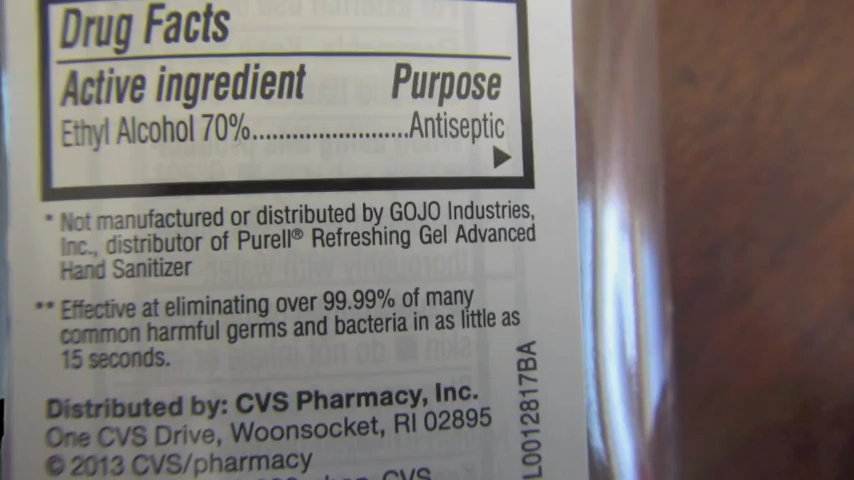 Drug Facts
Active ingredient Purpose
Ethyl Alcohol 70%.......................Antiseptic
* Not manufactured or distributed by GOJO Industries,
Inc., distributor of Purell® Refreshing Gel Advanced
Hand Sanitizer
** Effective at eliminating over 99.99% of many
common harmful germs and bacteria in as little as
15 seconds.
Distributed by: CVS Pharmacy, Inc.
One CVS Drive, Woonsocket, RI 02895
© 2013 CVS/pharmacy
CVS
L0012817BA